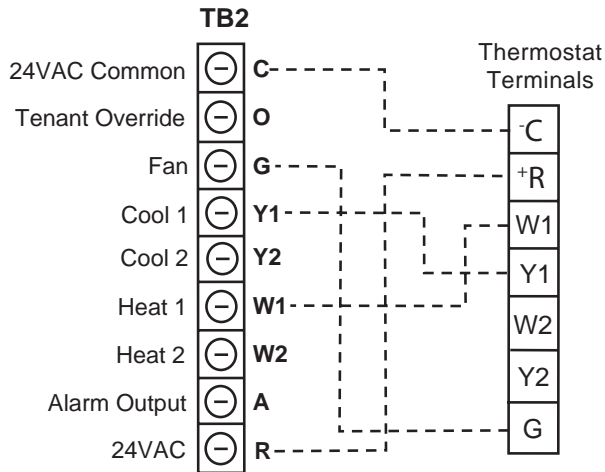 TB2
24VAC Common C
Tenant Override O
Fan G
Cool 1 Y1
Cool 2 Y2
Heat 1 W1
Heat 2 W2
Alarm Output A
24VAC R
Thermostat
Terminals
-C
+R
W1
Y1
W2
Y2
G